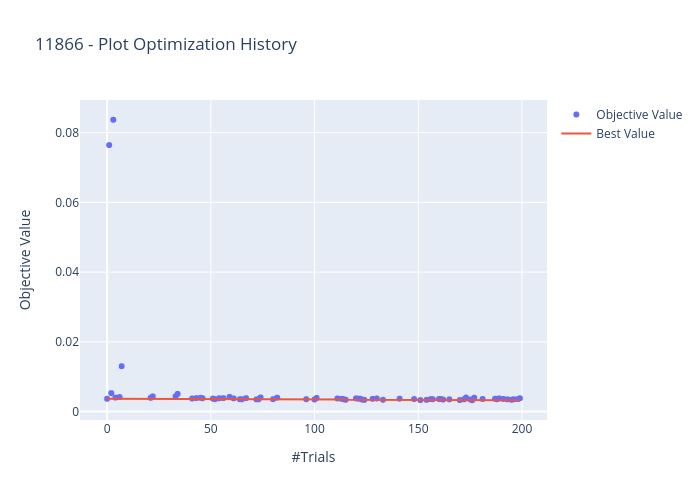 11866 - Plot Optimization History
Objective Value
Best Value
0.08
0.06
0.04
0.02
0
0
50
100
150
200
#Trials
Objective Value